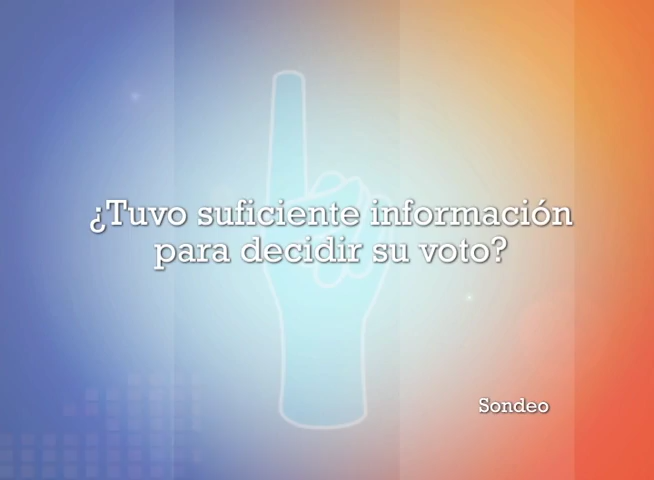 ¿Tuvo suficiente información
para decidir su voto?
Sondeo